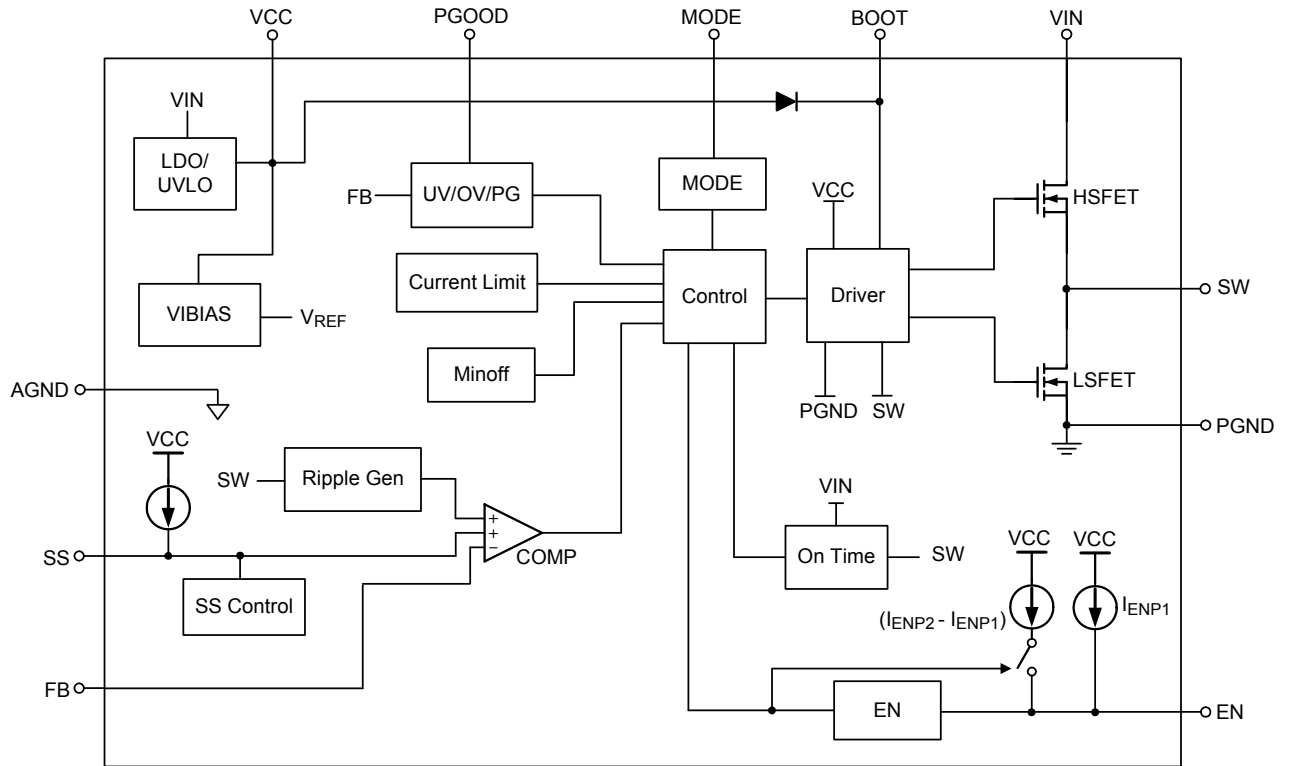 VCC
PGOOD
MODE
BOOT
VIN
VIN
LDO/
UVLO
FB
UV/OV/PG
MODE
VCC
HSFET
Current Limit
Control
Driver
SW
VIBIAS
VREF
Minoff
LSFET
AGND
PGND
SW
PGND
VCC
SW
Ripple Gen
+
+
−
COMP
VIN
SS
SS Control
On Time
SW
VCC
VCC
(IENP2 - IENP1)
IENP1
FB
EN
EN